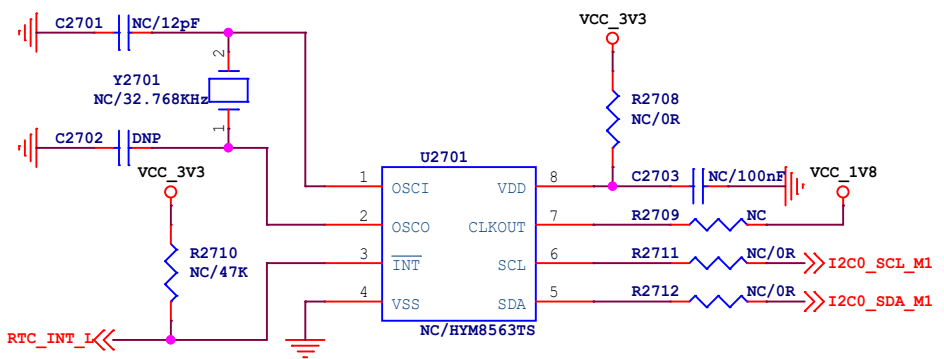 C2701 NC/12pF
VCC_3V3
2
Y2701
NC/32.768KHz
R2708
NC/0R
1
C2702 DNP
VCC_3V3
U2701
C2703 NC/100nF
VCC_1V8
1 OSCI VDD 8
2 OSCO CLKOUT 7 R2709 NC
R2710
NC/47K
3 INT SCL 6 R2711 NC/0R I2C0_SCL_M1
4 VSS SDA 5 R2712 NC/0R I2C0_SDA_M1
NC/HYM8563TS
RTC_INT_L